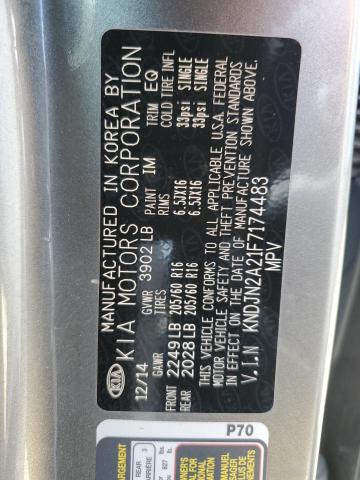 MANUFACTURED IN KOREA BY
KIA MOTORS CORPORATION
KIA
12/14 GVWR 3902 LB PAINT IM TRIM EQ
GAWR TIRES RIMS COLD TIRE INFL
FRONT 2249 LB 205/60 R16 6.5JX16 33psi SINGLE
REAR 2028 LB 205/60 R16 6.5JX16 33psi SINGLE
THIS VEHICLE CONFORMS TO ALL APPLICABLE U.S.A. FEDERAL
MOTOR VEHICLE SAFETY AND THEFT PREVENTION STANDARDS
IN EFFECT ON THE DATE OF MANUFACTURE SHOWN ABOVE
V.I.N KNDJN2A21F7174483
MPV
P70